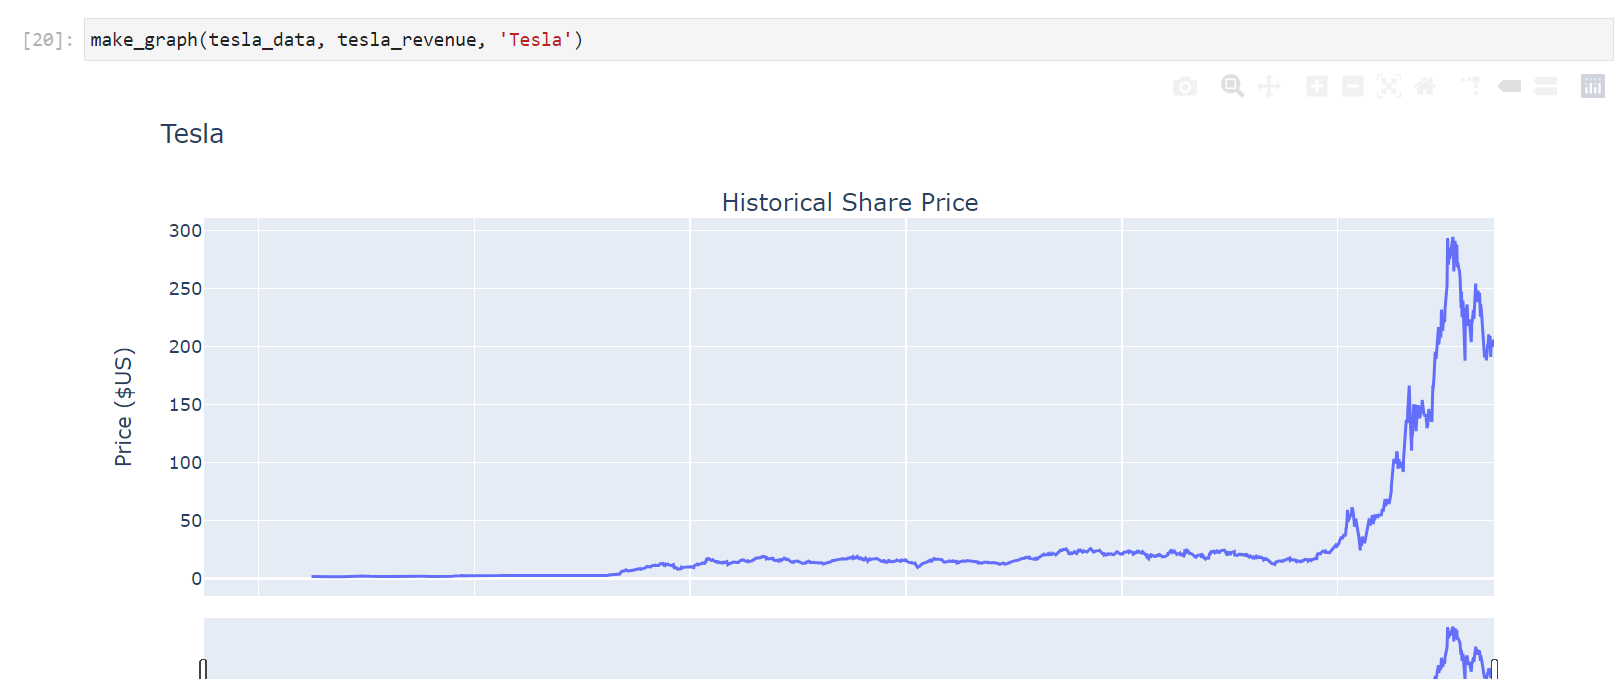 [20]: make_graph(tesla_data, tesla_revenue, 'Tesla')
Tesla
Historical Share Price
300
250
200
150
100
50
0
Price ($US)